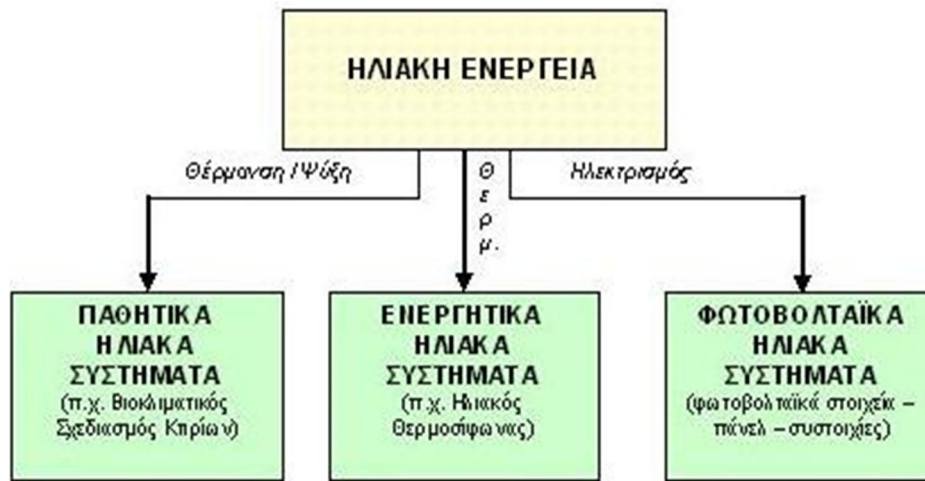 ΗΛΙΑΚΗ ΕΝΕΡΓΕΙΑ
Θέρμανση / Ψύξη
Θερμ.
Ηλεκτρισμός
ΠΑΘΗΤΙΚΑ
ΗΛΙΑΚΑ
ΣΥΣΤΗΜΑΤΑ
(π.χ. Βιοκλιματικός
Σχεδιασμός Κτιρίων)
ΕΝΕΡΓΗΤΙΚΑ
ΗΛΙΑΚΑ
ΣΥΣΤΗΜΑΤΑ
(π.χ. Ηλιακός
Θερμοσίφωνας)
ΦΩΤΟΒΟΛΤΑΪΚΑ
ΗΛΙΑΚΑ
ΣΥΣΤΗΜΑΤΑ
(φωτοβολταϊκά στοιχεία –
πάνελ – συστοιχίες)